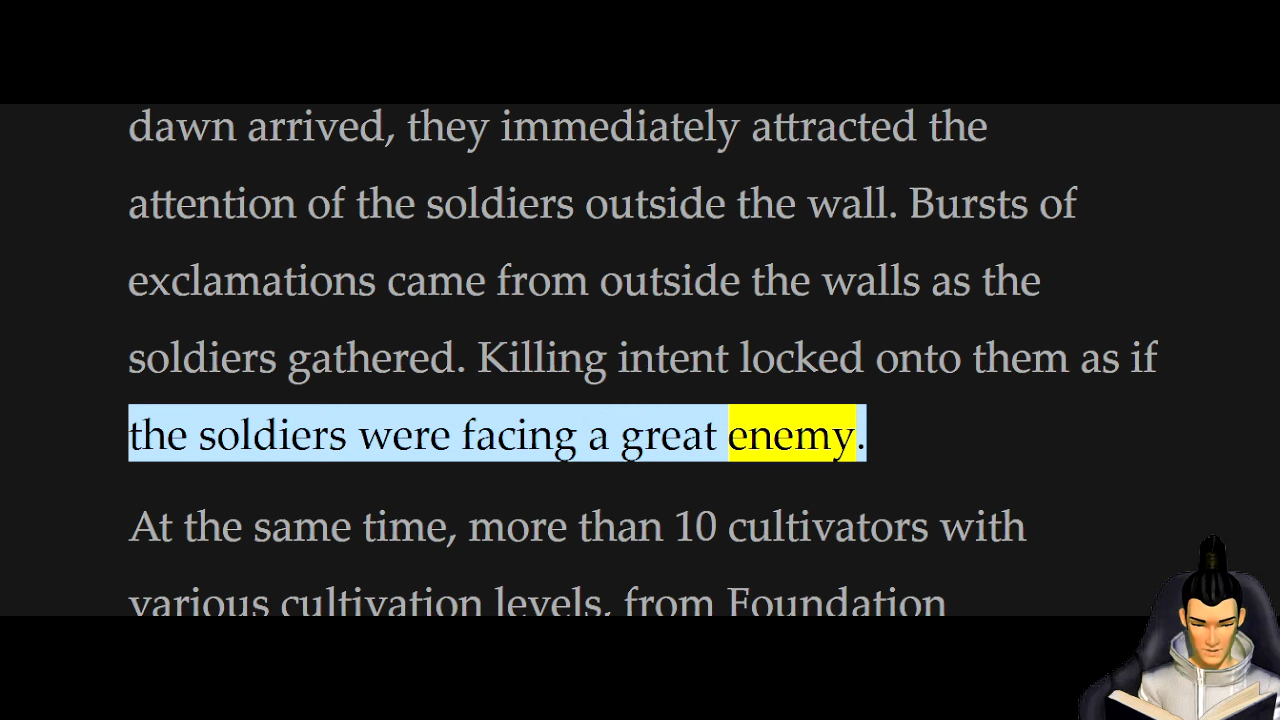 dawn arrived, they immediately attracted the
attention of the soldiers outside the wall. Bursts of
exclamations came from outside the walls as the
soldiers gathered. Killing intent locked onto them as if
the soldiers were facing a great enemy.
At the same time, more than 10 cultivators with
various cultivation levels, from Foundation